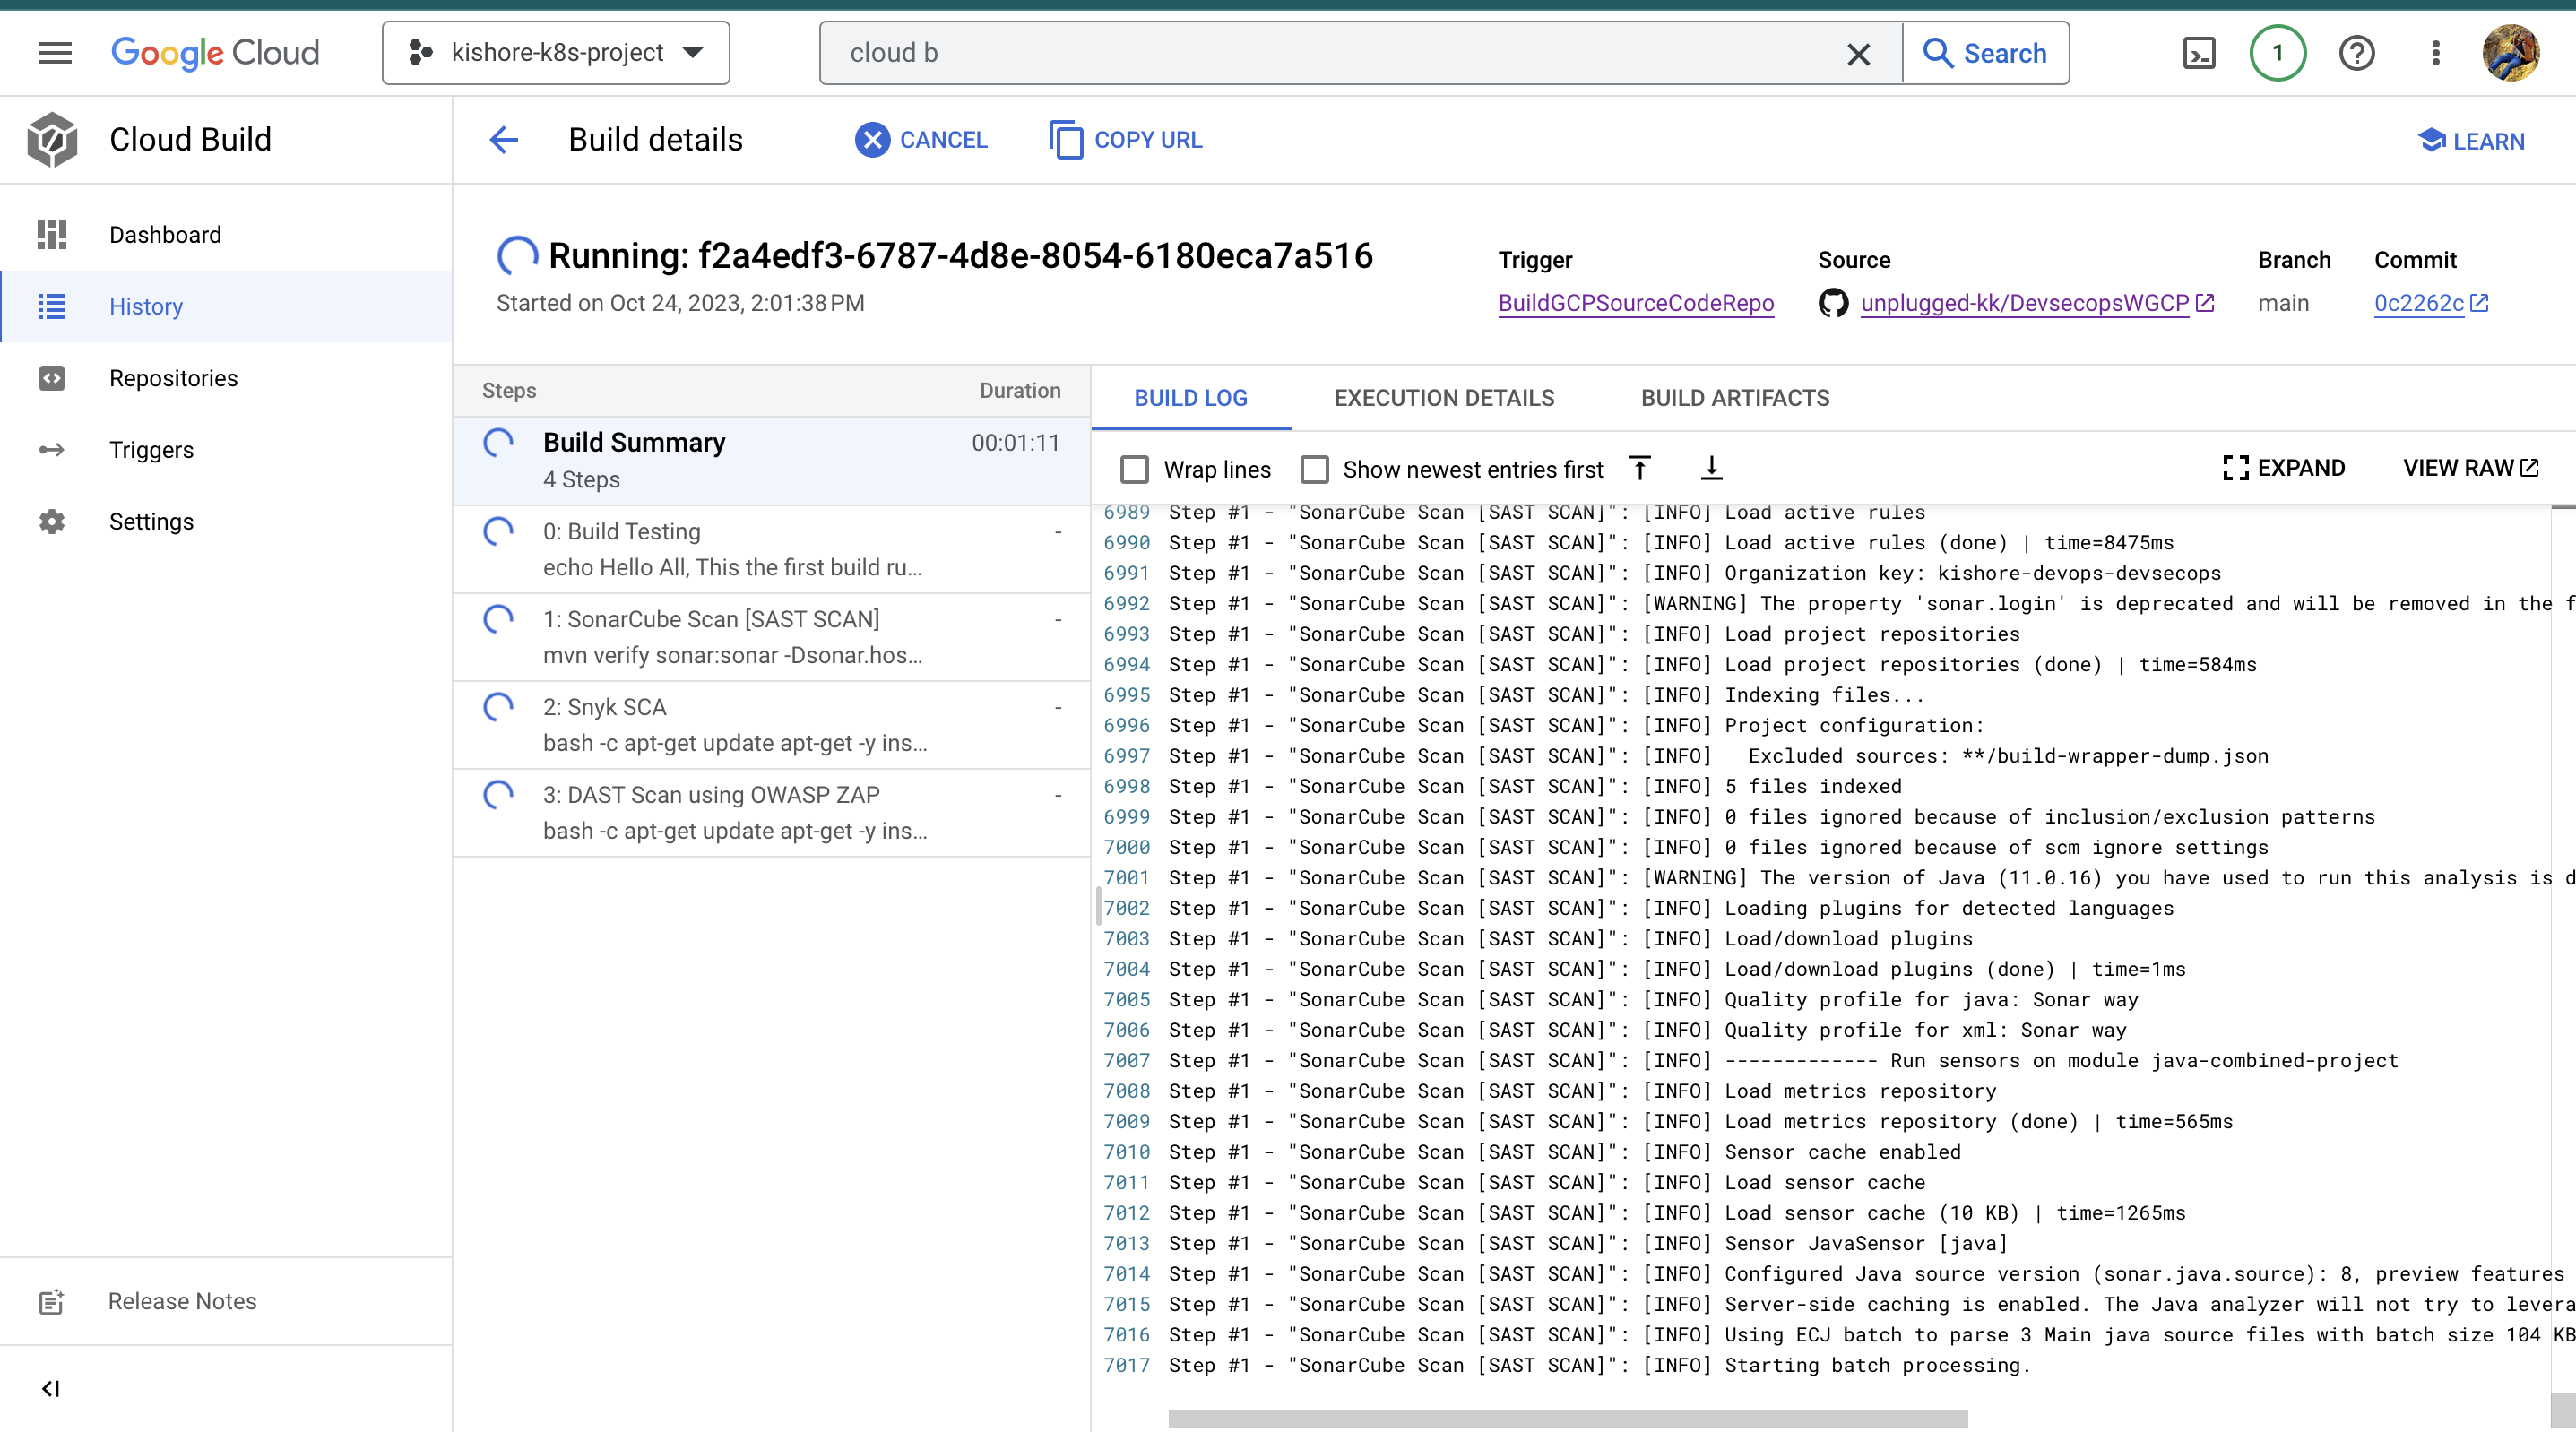 Google Cloud
kishore-k8s-project
cloud b
Search
1
Cloud Build
Build details
CANCEL
COPY URL
LEARN
Dashboard
History
Repositories
Triggers
Settings
Release Notes
Running: f2a4edf3-6787-4d8e-8054-6180eca7a516
Started on Oct 24, 2023, 2:01:38 PM
Trigger
BuildGCPSourceCodeRepo
Source
unplugged-kk/DevsecopsWGCP
Branch
main
Commit
0c2262c
Steps Duration
Build Summary 00:01:11
4 Steps
0: Build Testing -
echo Hello All, This the first build ru...
1: SonarCube Scan [SAST SCAN] -
mvn verify sonar:sonar -Dsonar.hos...
2: Snyk SCA -
bash -c apt-get update apt-get -y ins...
3: DAST Scan using OWASP ZAP -
bash -c apt-get update apt-get -y ins...
BUILD LOG EXECUTION DETAILS BUILD ARTIFACTS
Wrap lines Show newest entries first EXPAND VIEW RAW
6989 Step #1 - "SonarCube Scan [SAST SCAN]": [INFO] Load active rules
6990 Step #1 - "SonarCube Scan [SAST SCAN]": [INFO] Load active rules (done) | time=8475ms
6991 Step #1 - "SonarCube Scan [SAST SCAN]": [INFO] Organization key: kishore-devops-devsecops
6992 Step #1 - "SonarCube Scan [SAST SCAN]": [WARNING] The property 'sonar.login' is deprecated and will be removed in the f
6993 Step #1 - "SonarCube Scan [SAST SCAN]": [INFO] Load project repositories
6994 Step #1 - "SonarCube Scan [SAST SCAN]": [INFO] Load project repositories (done) | time=584ms
6995 Step #1 - "SonarCube Scan [SAST SCAN]": [INFO] Indexing files...
6996 Step #1 - "SonarCube Scan [SAST SCAN]": [INFO] Project configuration:
6997 Step #1 - "SonarCube Scan [SAST SCAN]": [INFO]   Excluded sources: **/build-wrapper-dump.json
6998 Step #1 - "SonarCube Scan [SAST SCAN]": [INFO] 5 files indexed
6999 Step #1 - "SonarCube Scan [SAST SCAN]": [INFO] 0 files ignored because of inclusion/exclusion patterns
7000 Step #1 - "SonarCube Scan [SAST SCAN]": [INFO] 0 files ignored because of scm ignore settings
7001 Step #1 - "SonarCube Scan [SAST SCAN]": [WARNING] The version of Java (11.0.16) you have used to run this analysis is d
7002 Step #1 - "SonarCube Scan [SAST SCAN]": [INFO] Loading plugins for detected languages
7003 Step #1 - "SonarCube Scan [SAST SCAN]": [INFO] Load/download plugins
7004 Step #1 - "SonarCube Scan [SAST SCAN]": [INFO] Load/download plugins (done) | time=1ms
7005 Step #1 - "SonarCube Scan [SAST SCAN]": [INFO] Quality profile for java: Sonar way
7006 Step #1 - "SonarCube Scan [SAST SCAN]": [INFO] Quality profile for xml: Sonar way
7007 Step #1 - "SonarCube Scan [SAST SCAN]": [INFO] ------------- Run sensors on module java-combined-project
7008 Step #1 - "SonarCube Scan [SAST SCAN]": [INFO] Load metrics repository
7009 Step #1 - "SonarCube Scan [SAST SCAN]": [INFO] Load metrics repository (done) | time=565ms
7010 Step #1 - "SonarCube Scan [SAST SCAN]": [INFO] Sensor cache enabled
7011 Step #1 - "SonarCube Scan [SAST SCAN]": [INFO] Load sensor cache
7012 Step #1 - "SonarCube Scan [SAST SCAN]": [INFO] Load sensor cache (10 KB) | time=1265ms
7013 Step #1 - "SonarCube Scan [SAST SCAN]": [INFO] Sensor JavaSensor [java]
7014 Step #1 - "SonarCube Scan [SAST SCAN]": [INFO] Configured Java source version (sonar.java.source): 8, preview features
7015 Step #1 - "SonarCube Scan [SAST SCAN]": [INFO] Server-side caching is enabled. The Java analyzer will not try to levera
7016 Step #1 - "SonarCube Scan [SAST SCAN]": [INFO] Using ECJ batch to parse 3 Main java source files with batch size 104 KB
7017 Step #1 - "SonarCube Scan [SAST SCAN]": [INFO] Starting batch processing.